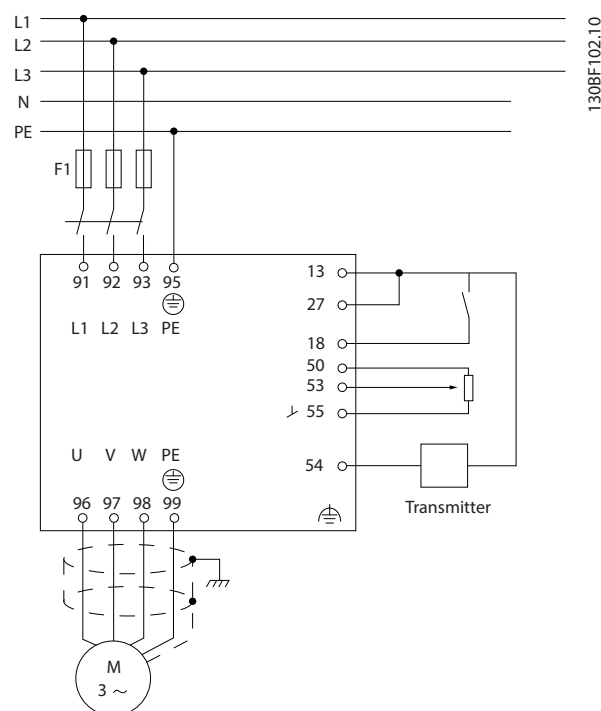 L1
L2
L3
N
PE
130BF102.10
F1
91 92 93 95
L1 L2 L3 PE
13
27
18
50
53
55
54
Transmitter
U V W PE
96 97 98 99
M
3 ~